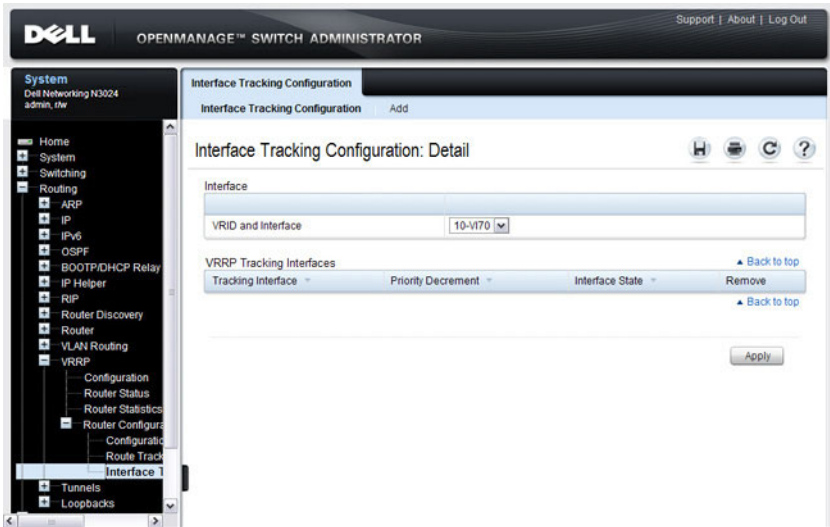 DELL
OPENMANAGE™ SWITCH ADMINISTRATOR
Support | About | Log Out
System
Dell Networking N3024
admin, r/w
Home
System
Switching
Routing
ARP
IP
IPv6
OSPF
BOOTP/DHCP Relay
IP Helper
RIP
Router Discovery
Router
VLAN Routing
VRRP
Configuration
Router Status
Router Statistics
Router Configura
Configuratio
Route Track
Interface T
Tunnels
Loopbacks
Interface Tracking Configuration
Interface Tracking Configuration Add
Interface Tracking Configuration: Detail
Interface
VRID and Interface 10-Vl70
VRRP Tracking Interfaces Back to top
Tracking Interface Priority Decrement Interface State Remove
Back to top
Apply